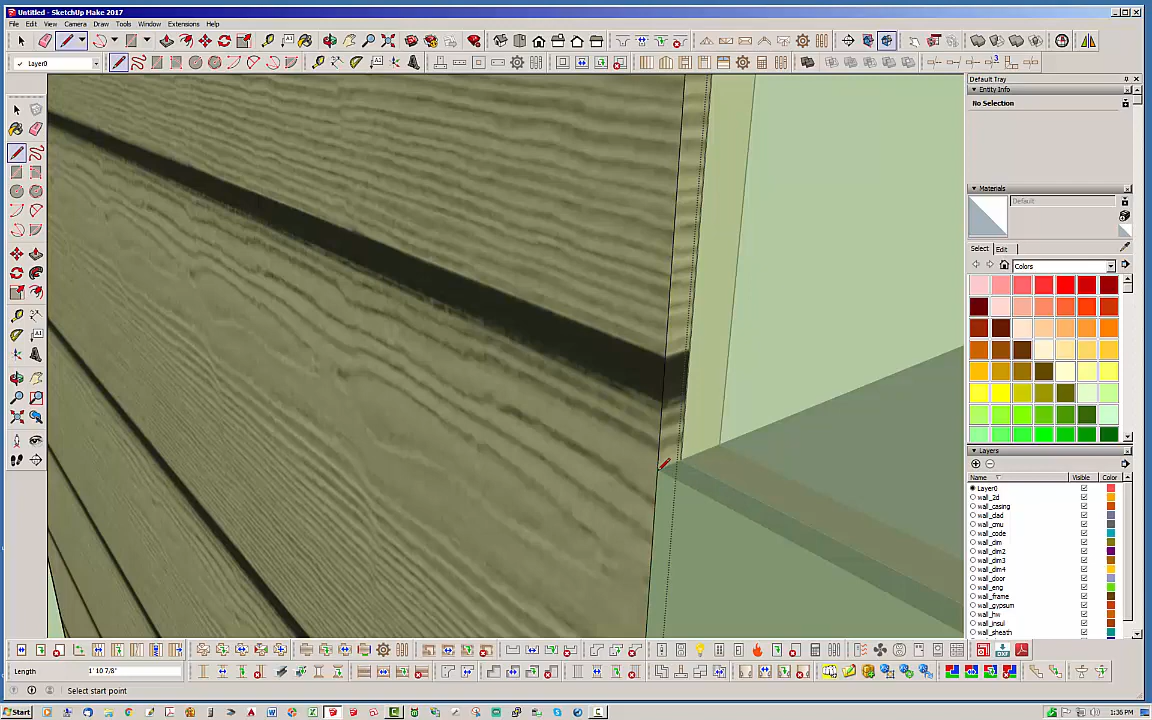 Untitled - SketchUp Make 2017
File Edit View Camera Draw Tools Window Extensions Help
Layer0
Default Tray
Entity Info
No Selection
Materials
Default
Select Edit
Colors
Layers
Name Visible Color
Layer0
wall_2d
wall_casing
wall_clad
wall_cmu
wall_code
wall_dim
wall_dim2
wall_dim3
wall_dim4
wall_door
wall_eng
wall_frame
wall_gypsum
wall_hw
wall_insul
wall_sheath
Length 1' 10 7/8"
Select start point
Start
1:36 PM